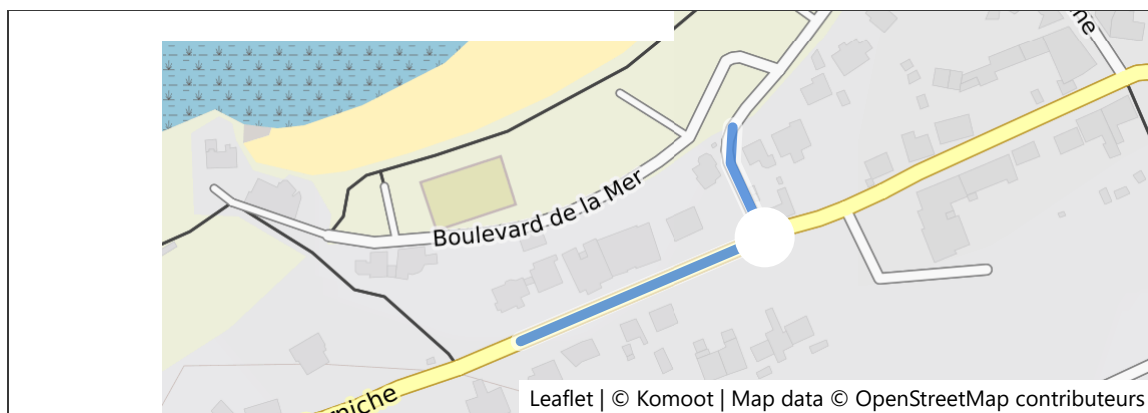 Boulevard de la Mer
Leaflet | © Komoot | Map data © OpenStreetMap contributeurs